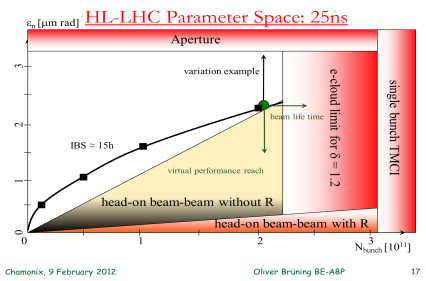 HL-LHC Parameter Space: 25ns
εn [µm rad]
Aperture
3
variation example
2
beam life time
IBS ≈ 15h
virtual performance reach
1
head-on beam-beam without R
head-on beam-beam with R
0
e-cloud limit for δ = 1.2
single bunch TMCI
0
1
2
3
Nbunch [10¹¹]
Chamonix, 9 February 2012
Oliver Brüning BE-ABP
17